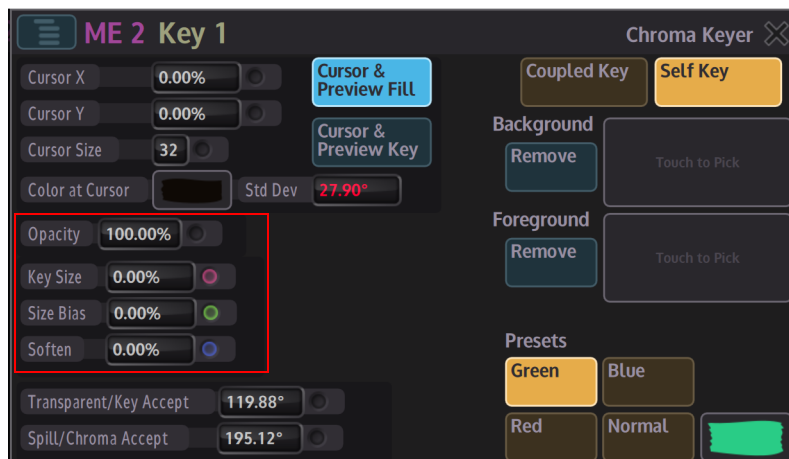 ME 2 Key 1
Chroma Keyer
Cursor X 0.00%
Cursor & Preview Fill
Coupled Key
Self Key
Cursor Y 0.00%
Cursor & Preview Key
Background
Cursor Size 32
Remove
Touch to Pick
Color at Cursor
Std Dev 27.90°
Foreground
Opacity 100.00%
Remove
Touch to Pick
Key Size 0.00%
Size Bias 0.00%
Soften 0.00%
Presets
Green
Blue
Transparent/Key Accept 119.88°
Red
Normal
Spill/Chroma Accept 195.12°